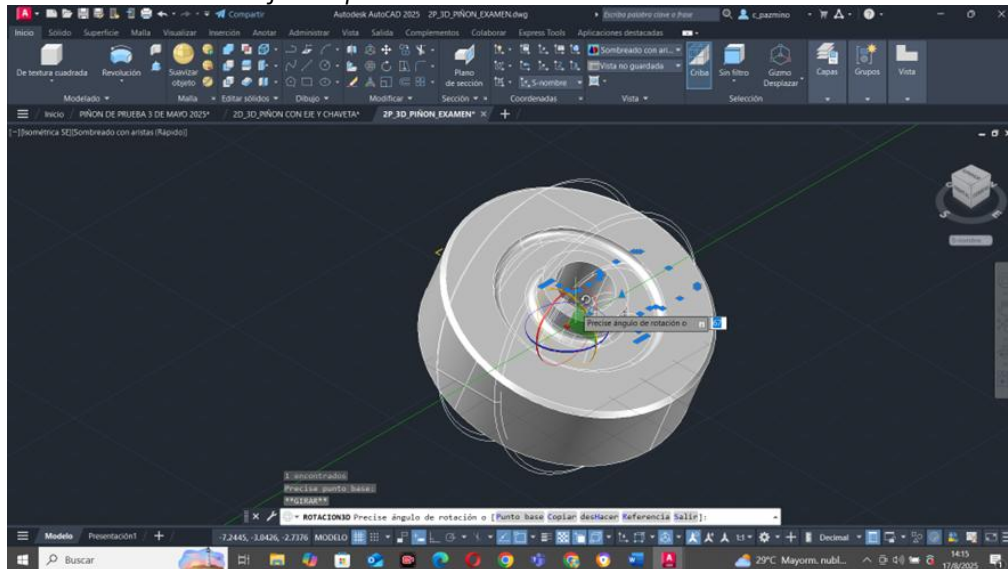 Compartir
Autodesk AutoCAD 2025 2P_3D_PIÑON_EXAMEN.dwg
Escriba palabra clave o frase
c_pazmino
Inicio Sólido Superficie Malla Visualizar Inserción Anotar Administrar Vista Salida Complementos Colaborar Express Tools Aplicaciones destacadas
De textura cuadrada
Revolución
Suavizar objeto
Plano de sección
S-nombre
Sombreado con ari...
Vista no guardada
Criba
Sin filtro
Gizmo Desplazar
Capas
Grupos
Vista
Modelado
Malla
Editar sólidos
Dibujo
Modificar
Sección
Coordenadas
Vista
Selección
Inicio
PIÑON DE PRUEBA 3 DE MAYO 2025*
2D_3D_PIÑON CON EJE Y CHAVETA*
2P_3D_PIÑON_EXAMEN*
[−][Isométrica SE][Sombreado con aristas (Rápido)]
Precise ángulo de rotación o
1 encontrados
Precise punto base:
**GIRAR**
ROTACION3D Precise ángulo de rotación o [Punto base Copiar desHacer Referencia Salir]:
Modelo Presentación1
-7.2445, -3.0426, -2.7376 MODELO
1:1
Decimal
Buscar
29°C Mayorm. nubl...
14:15
17/8/2025